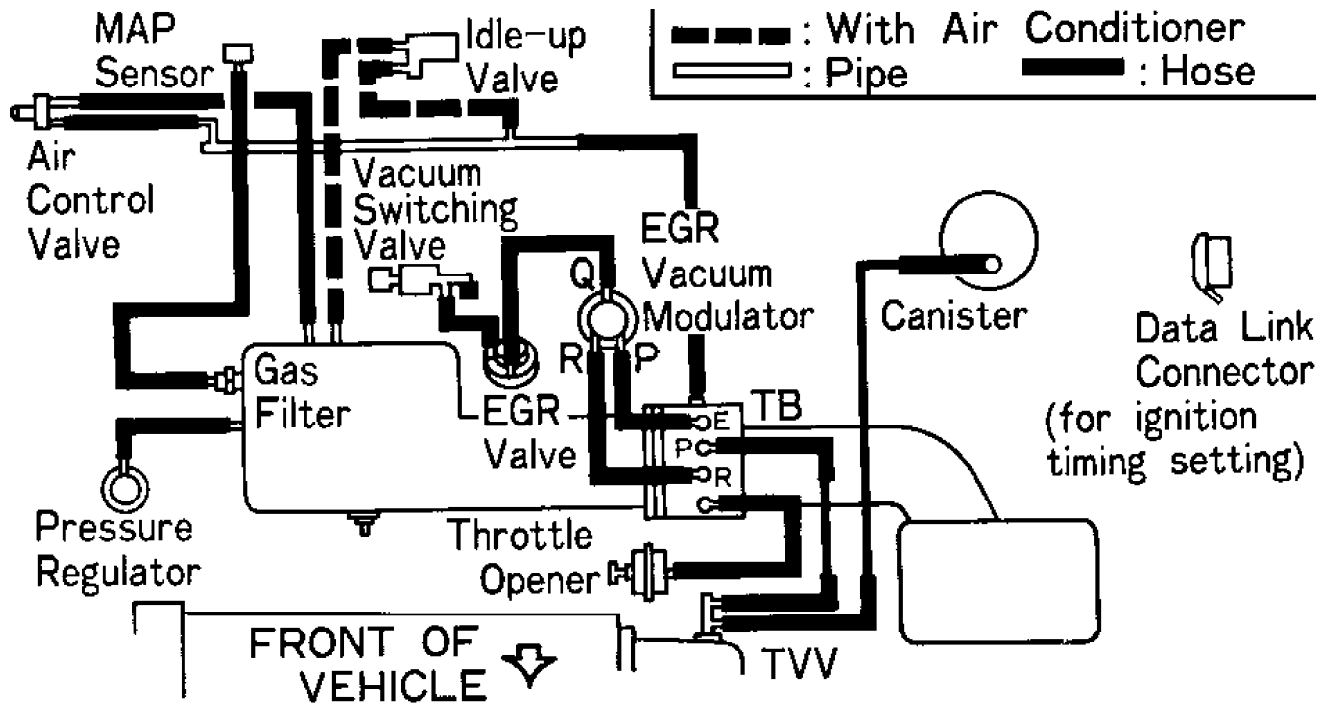 MAP
Sensor
Idle-up
Valve
: With Air Conditioner
: Pipe
: Hose
Air
Control
Valve
Vacuum
Switching
Valve
EGR
Vacuum
Modulator
Q
R P
Canister
Data Link
Connector
(for ignition
timing setting)
Gas
Filter
EGR
Valve
TB
E
P
R
Pressure
Regulator
Throttle
Opener
TVV
FRONT OF
VEHICLE